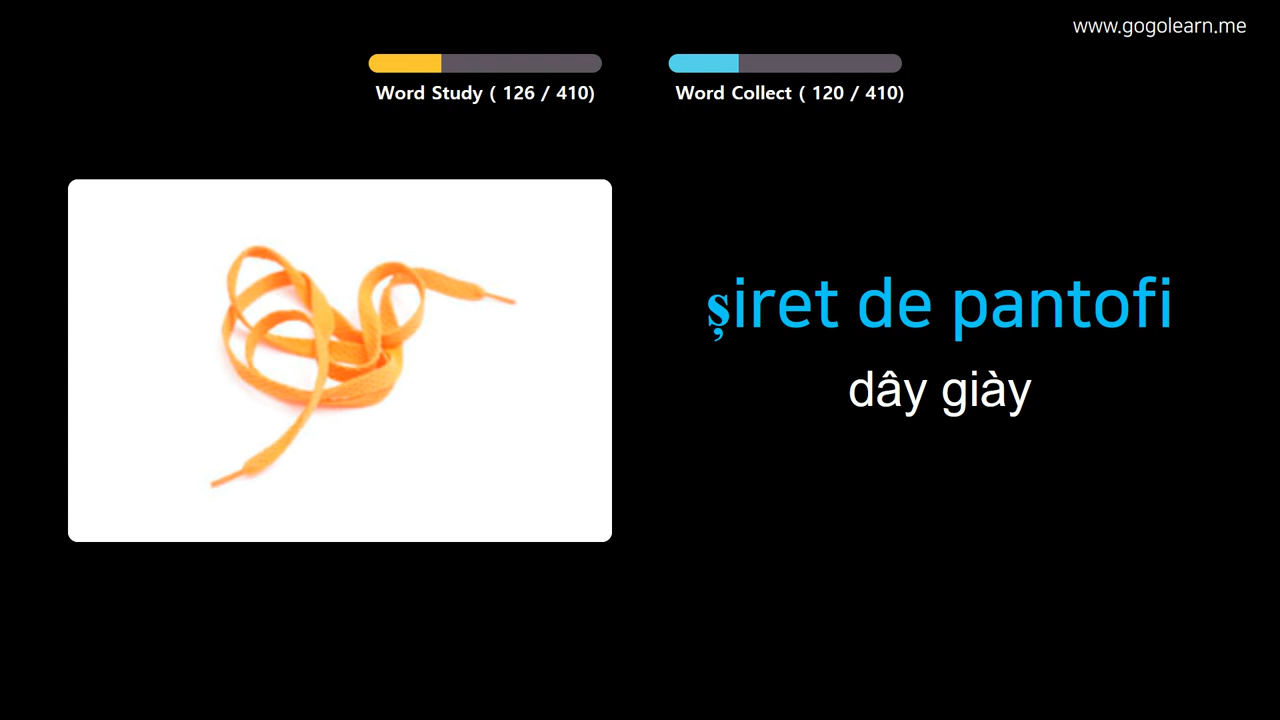 www.gogolearn.me
Word Study ( 126 / 410)
Word Collect ( 120 / 410)
șiret de pantofi
dây giày